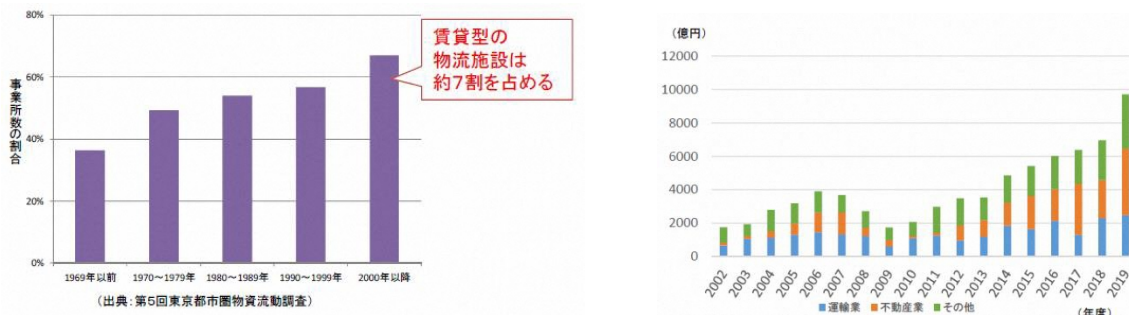 80%
60%
40%
20%
0%
事業所数の割合
賃貸型の
物流施設は
約7割を占める
1969年以前
1970～1979年
1980～1989年
1990～1999年
2000年以降
（出典：第5回東京都市圏物資流動調査）
（億円）
12000
10000
8000
6000
4000
2000
0
2002
2003
2004
2005
2006
2007
2008
2009
2010
2011
2012
2013
2014
2015
2016
2017
2018
2019
運輸業 不動産業 その他
（年度）